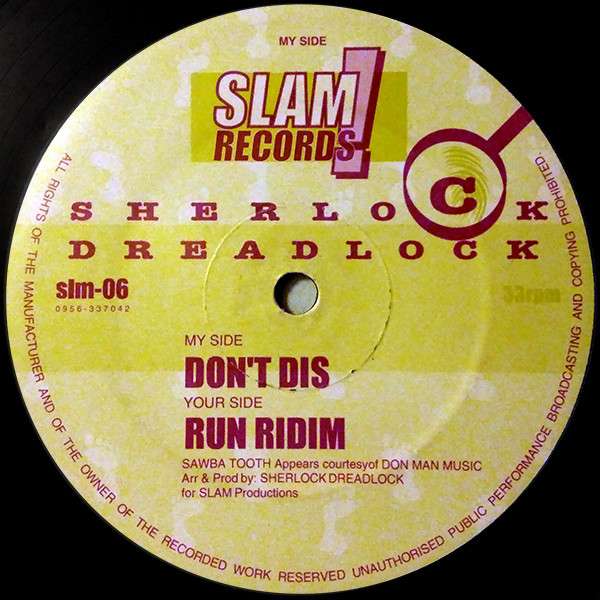 MY SIDE
SLAM!
RECORDS
SHERLOCK
DREADLOCK
slm-06
0956-337042
33rpm
MY SIDE
DON'T DIS
YOUR SIDE
RUN RIDIM
SAWBA TOOTH Appears courtesyof DON MAN MUSIC
Arr & Prod by: SHERLOCK DREADLOCK
for SLAM Productions
ALL RIGHTS OF THE MANUFACTURER AND OF THE OWNER OF THE RECORDED WORK RESERVED UNAUTHORISED PUBLIC PERFORMANCE BROADCASTING AND COPYING PROHIBITED.